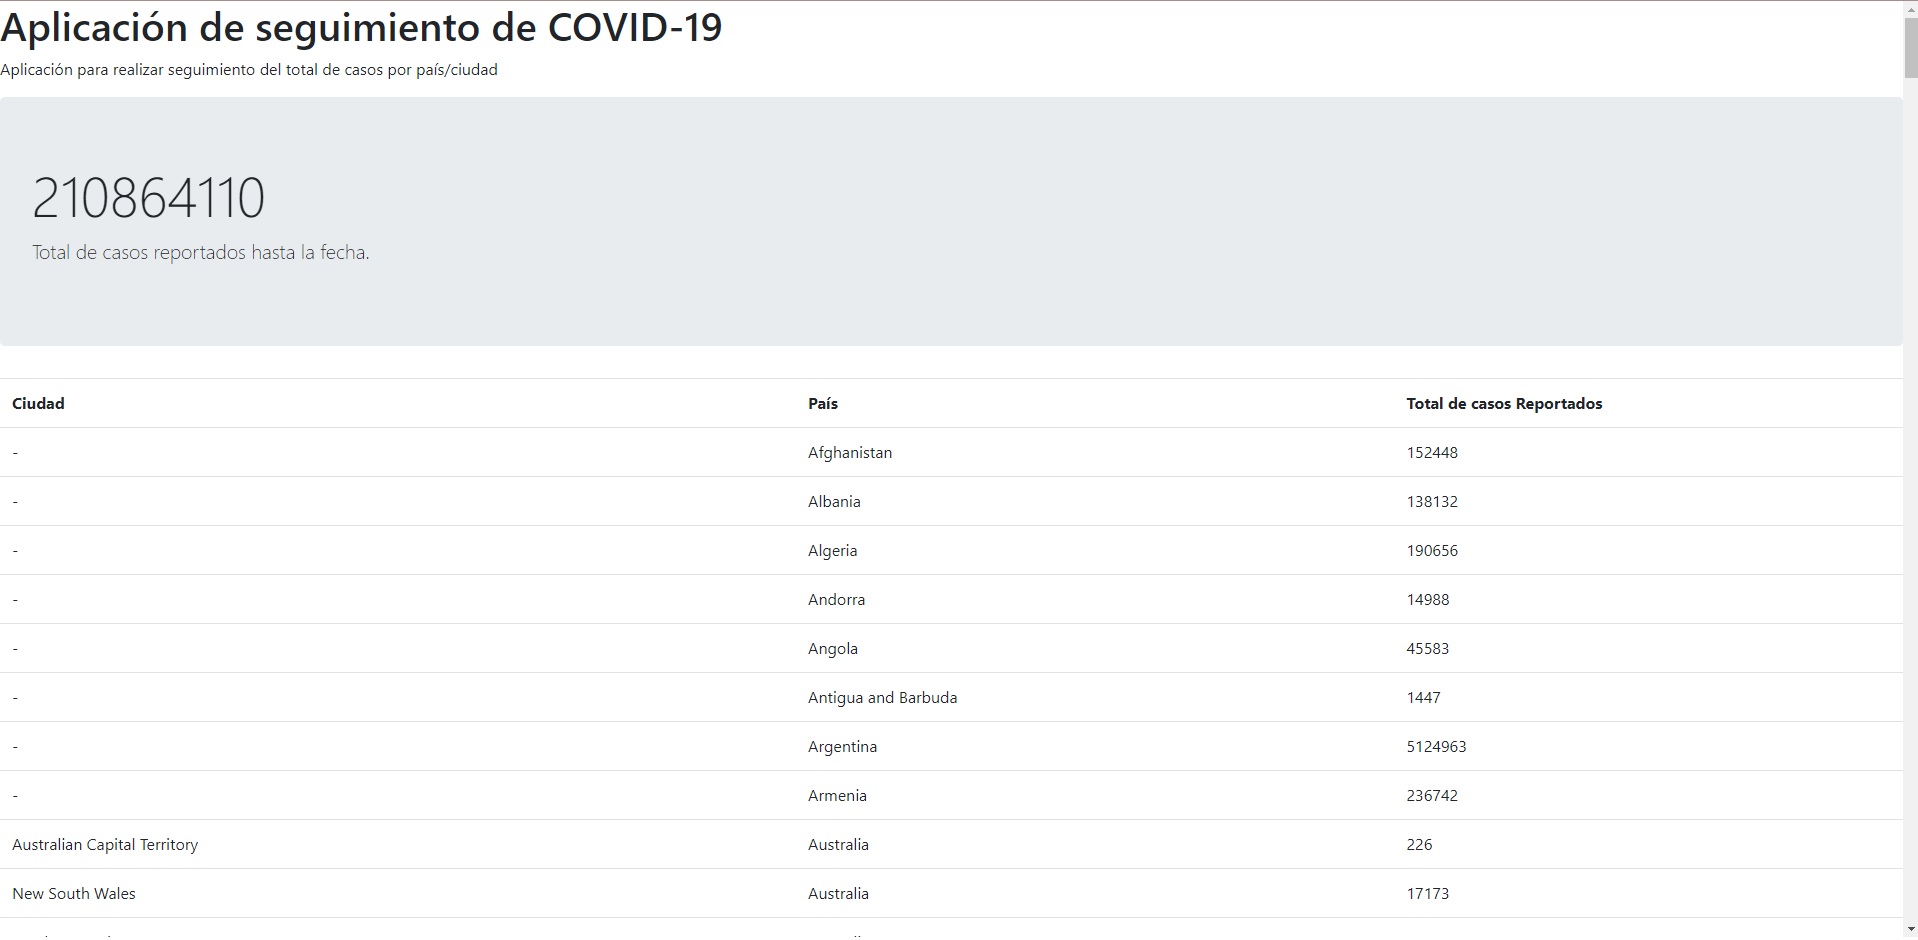 Aplicación de seguimiento de COVID-19
Aplicación para realizar seguimiento del total de casos por país/ciudad
210864110
Total de casos reportados hasta la fecha.
Ciudad País Total de casos Reportados
- Afghanistan 152448
- Albania 138132
- Algeria 190656
- Andorra 14988
- Angola 45583
- Antigua and Barbuda 1447
- Argentina 5124963
- Armenia 236742
Australian Capital Territory Australia 226
New South Wales Australia 17173